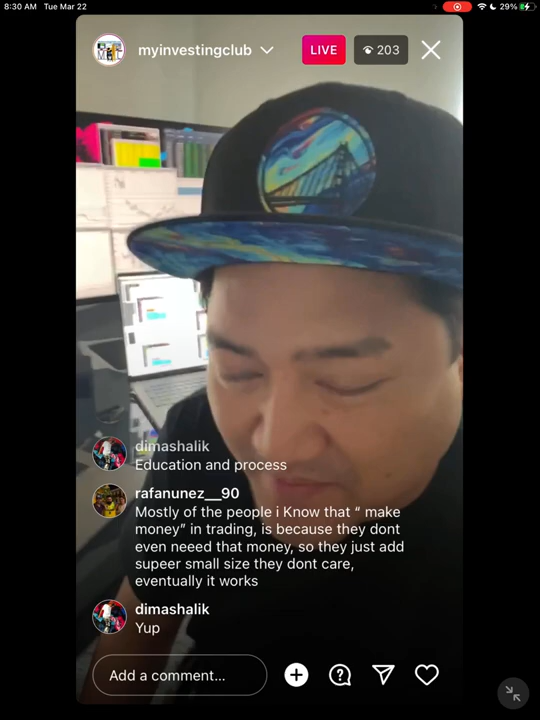 8:30 AM Tue Mar 22
29%
myinvestingclub
LIVE
203
dimashalik
Education and process
rafanunez__90
Mostly of the people i Know that “ make
money” in trading, is because they dont
even neeed that money, so they just add
supeer small size they dont care,
eventually it works
dimashalik
Yup
Add a comment...